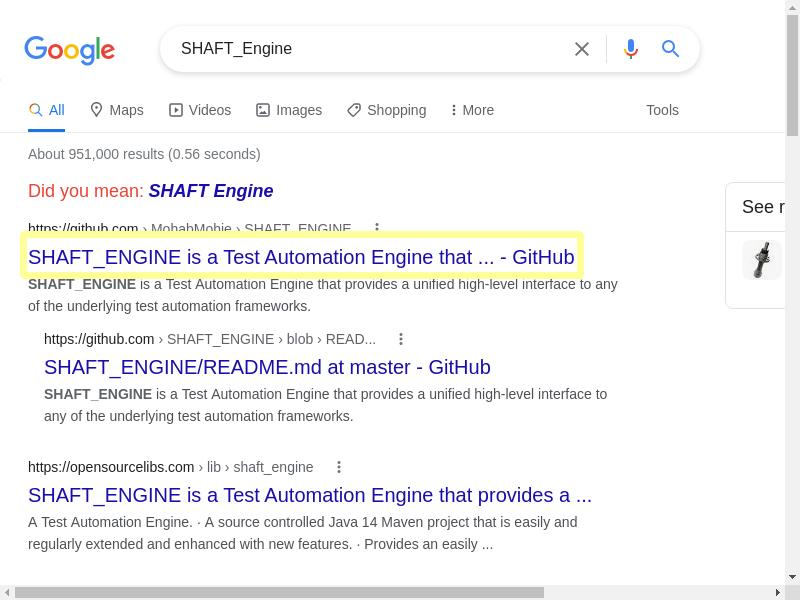 Google
SHAFT_Engine
All Maps Videos Images Shopping More Tools
About 951,000 results (0.56 seconds)
Did you mean: SHAFT Engine
See r
https://github.com › MohabMohie › SHAFT_ENGINE
SHAFT_ENGINE is a Test Automation Engine that ... - GitHub
SHAFT_ENGINE is a Test Automation Engine that provides a unified high-level interface to any
of the underlying test automation frameworks.
https://github.com › SHAFT_ENGINE › blob › READ...
SHAFT_ENGINE/README.md at master - GitHub
SHAFT_ENGINE is a Test Automation Engine that provides a unified high-level interface to
any of the underlying test automation frameworks.
https://opensourcelibs.com › lib › shaft_engine
SHAFT_ENGINE is a Test Automation Engine that provides a ...
A Test Automation Engine. · A source controlled Java 14 Maven project that is easily and
regularly extended and enhanced with new features. · Provides an easily ...